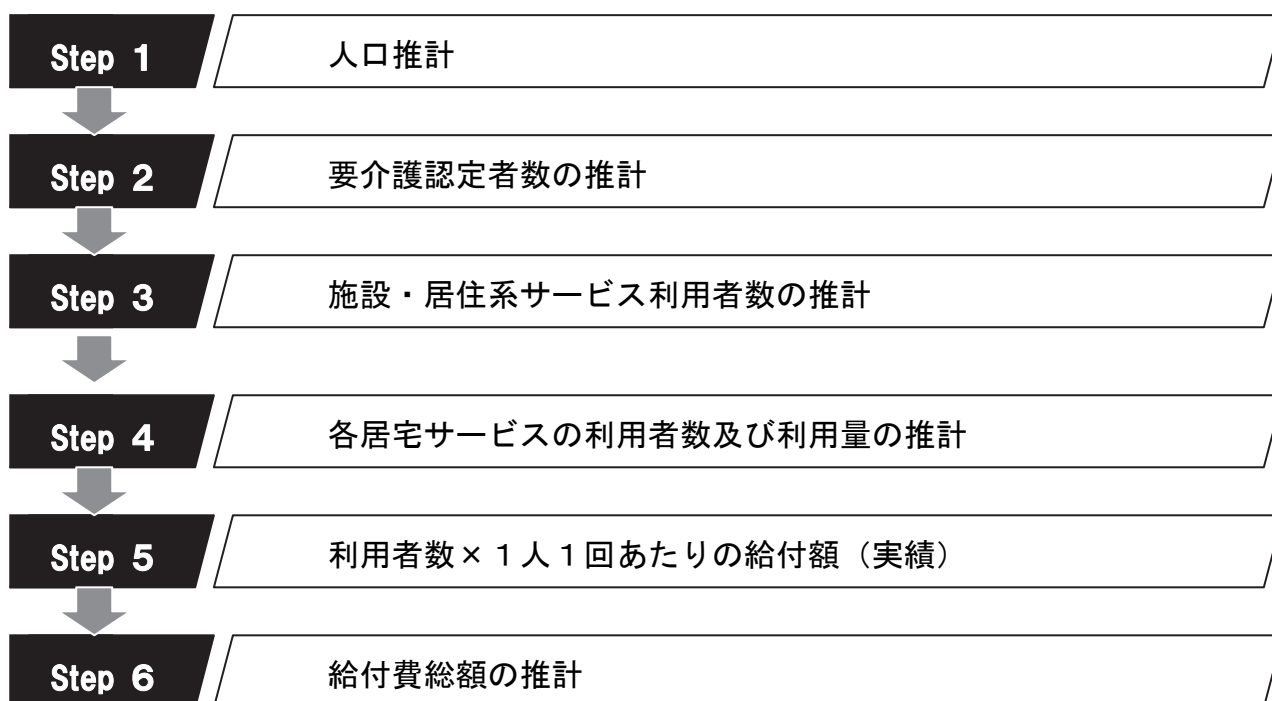 Step 1 人口推計
Step 2 要介護認定者数の推計
Step 3 施設・居住系サービス利用者数の推計
Step 4 各居宅サービスの利用者数及び利用量の推計
Step 5 利用者数×１人１回あたりの給付額（実績）
Step 6 給付費総額の推計